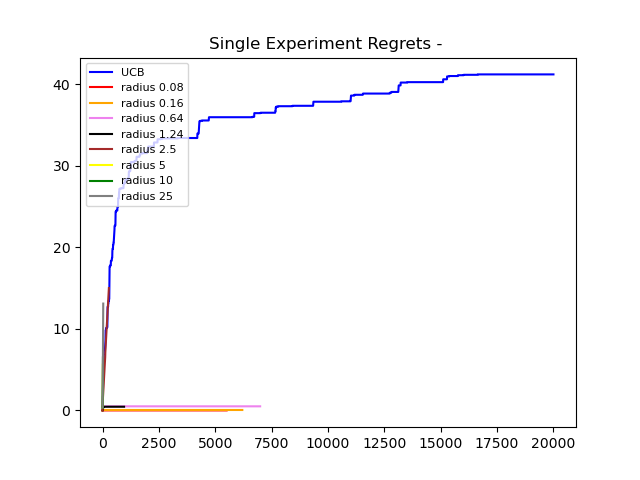 Single Experiment Regrets -
UCB
radius 0.08
radius 0.16
radius 0.64
radius 1.24
radius 2.5
radius 5
radius 10
radius 25
40
30
20
10
0
0 2500 5000 7500 10000 12500 15000 17500 20000